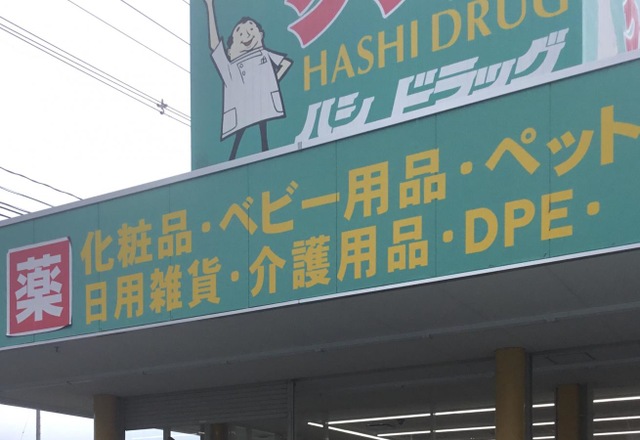 HASHI DRUG
ハシ ドラッグ
薬
化粧品・ベビー用品・ペット
日用雑貨・介護用品・DPE・